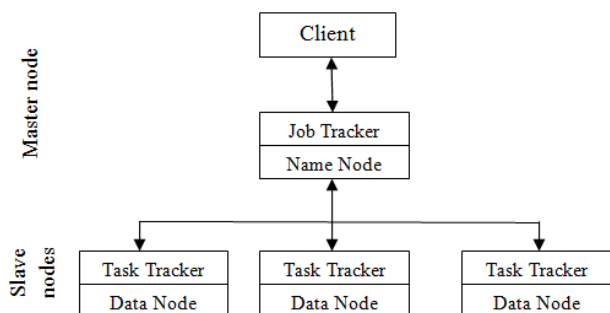 Client
Master node
Job Tracker
Name Node
Slave
nodes
Task Tracker
Data Node
Task Tracker
Data Node
Task Tracker
Data Node